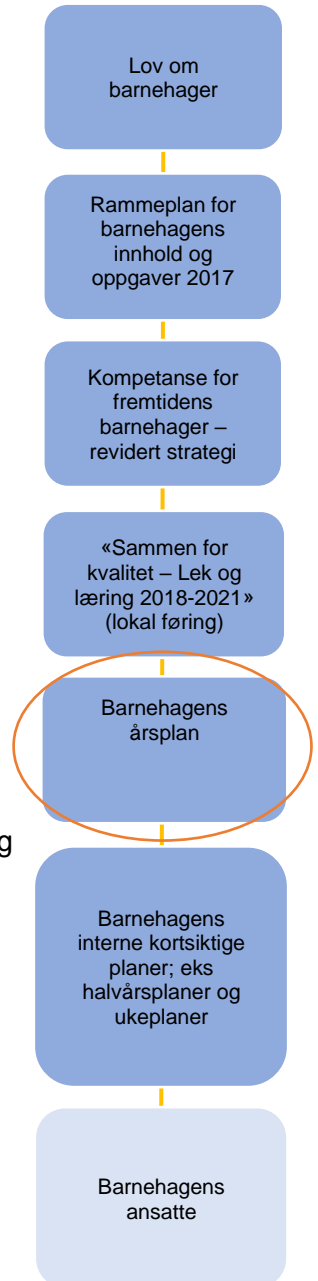 Lov om
barnehager
Rammeplan for
barnehagens
innhold og
oppgaver 2017
Kompetanse for
fremtidens
barnehager –
revidert strategi
«Sammen for
kvalitet – Lek og
læring 2018-2021»
(lokal føring)
Barnehagens
årsplan
g
Barnehagens
interne kortsiktige
planer; eks
halvårsplaner og
ukeplaner
Barnehagens
ansatte